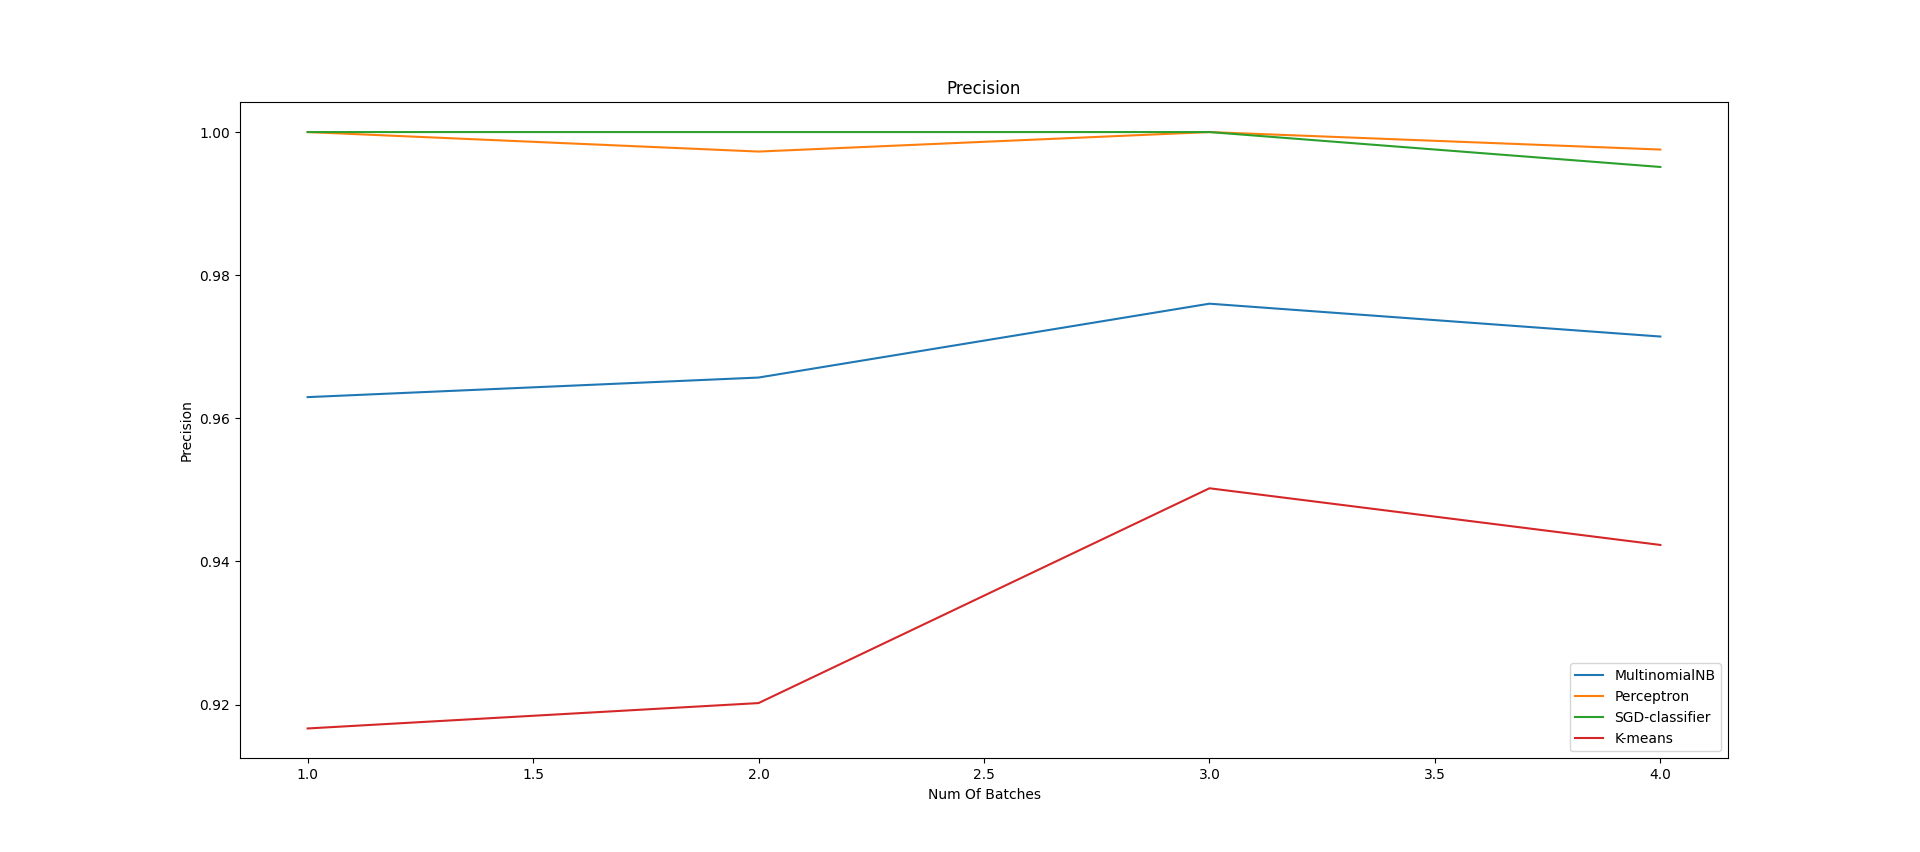 Precision
1.00
0.98
0.96
0.94
0.92
Precision
MultinomialNB
Perceptron
SGD-classifier
K-means
1.0 1.5 2.0 2.5 3.0 3.5 4.0
Num Of Batches